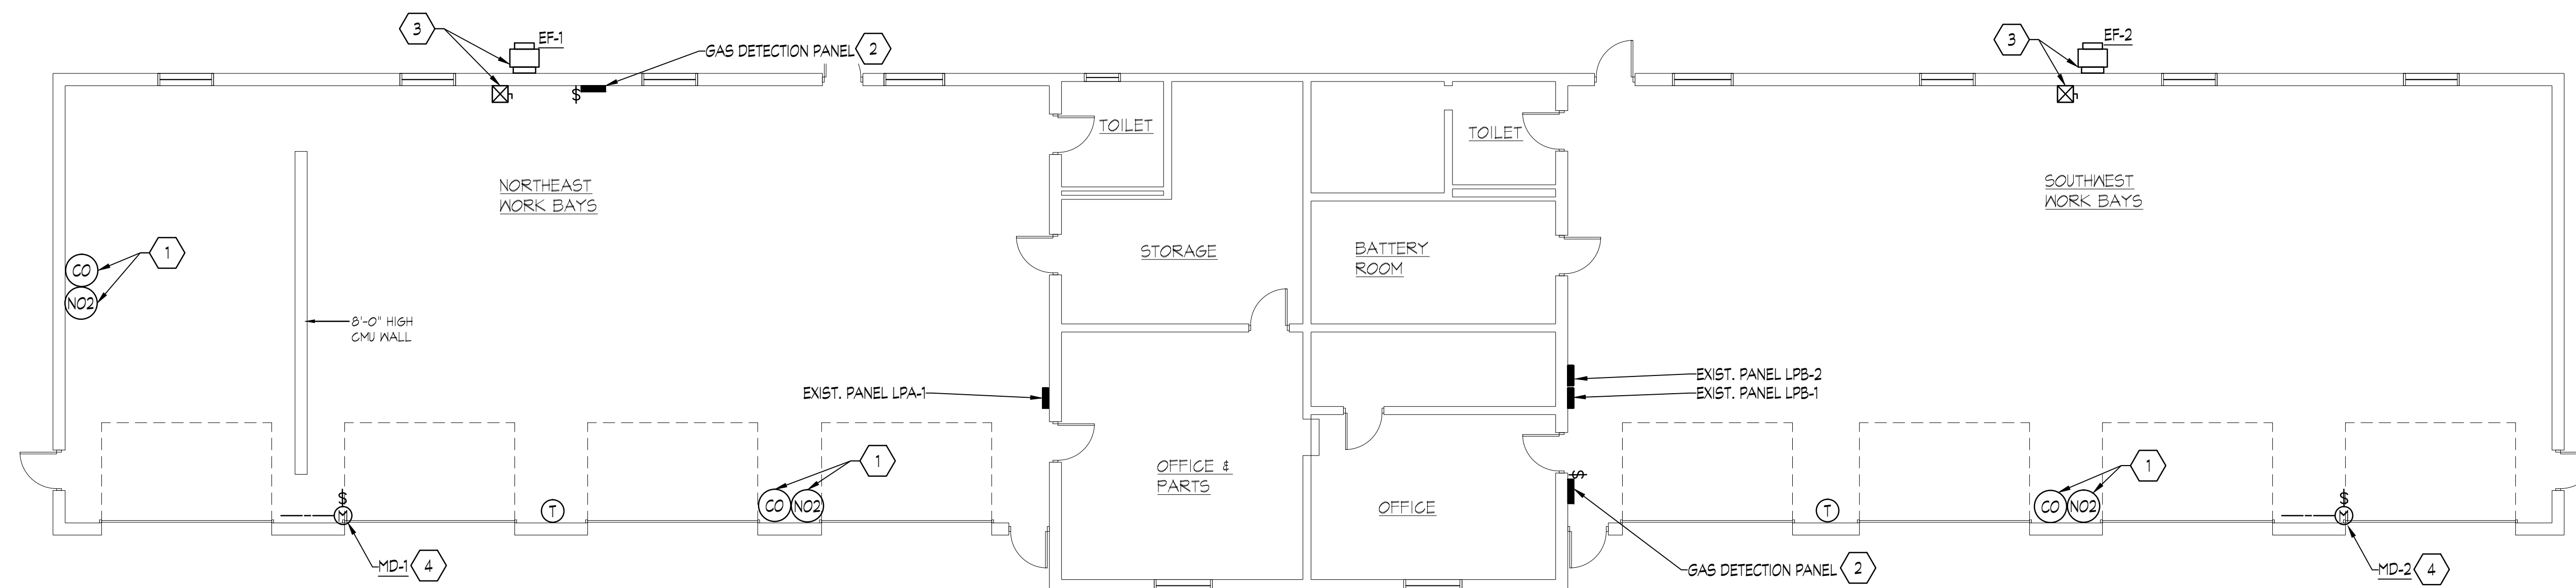 3
EF-1
GAS DETECTION PANEL 2
$
3
EF-2
TOILET
TOILET
NORTHEAST
WORK BAYS
SOUTHWEST
WORK BAYS
CO
NO2
1
STORAGE
BATTERY
ROOM
8'-0" HIGH
CMU WALL
EXIST. PANEL LPA-1
EXIST. PANEL LPB-2
EXIST. PANEL LPB-1
OFFICE &
PARTS
OFFICE
$
M
MD-1 4
T
CO NO2
1
$
GAS DETECTION PANEL 2
T
CO NO2
1
$
M
MD-2 4